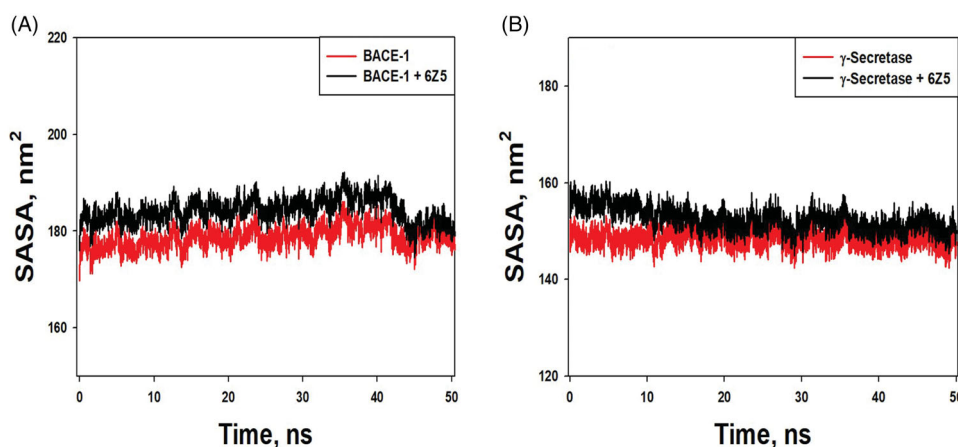 (A)
SASA, nm²
220
200
180
160
BACE-1
BACE-1 + 6Z5
0 10 20 30 40 50
Time, ns
(B)
SASA, nm²
180
160
140
120
γ-Secretase
γ-Secretase + 6Z5
0 10 20 30 40 50
Time, ns